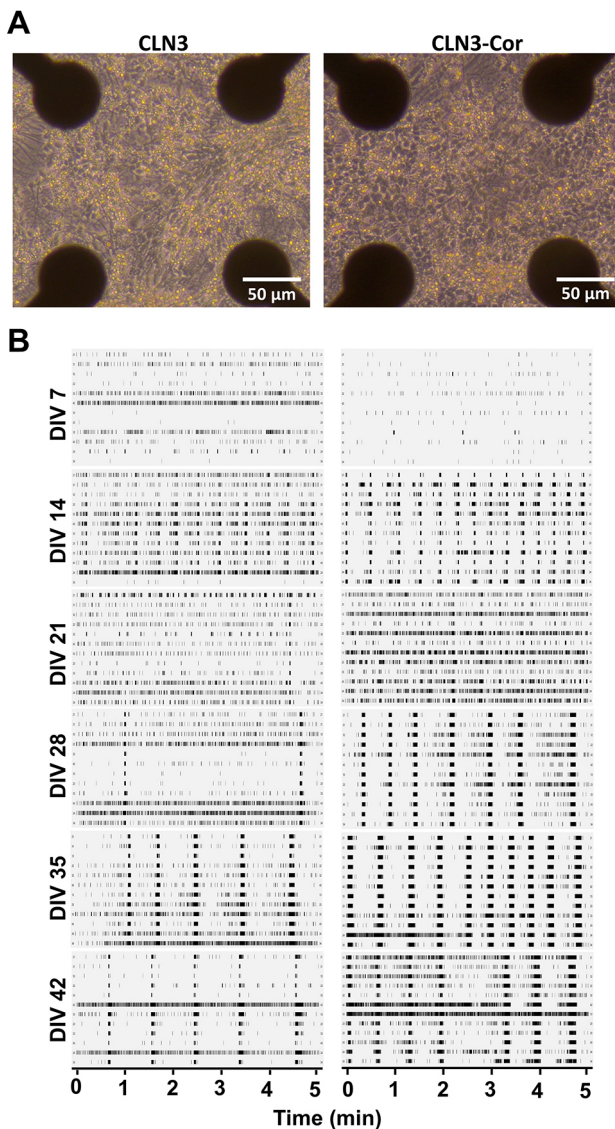 A
CLN3 CLN3-Cor
50 µm 50 µm
B
DIV 7
DIV 14
DIV 21
DIV 28
DIV 35
DIV 42
0 1 2 3 4 5 0 1 2 3 4 5
Time (min)